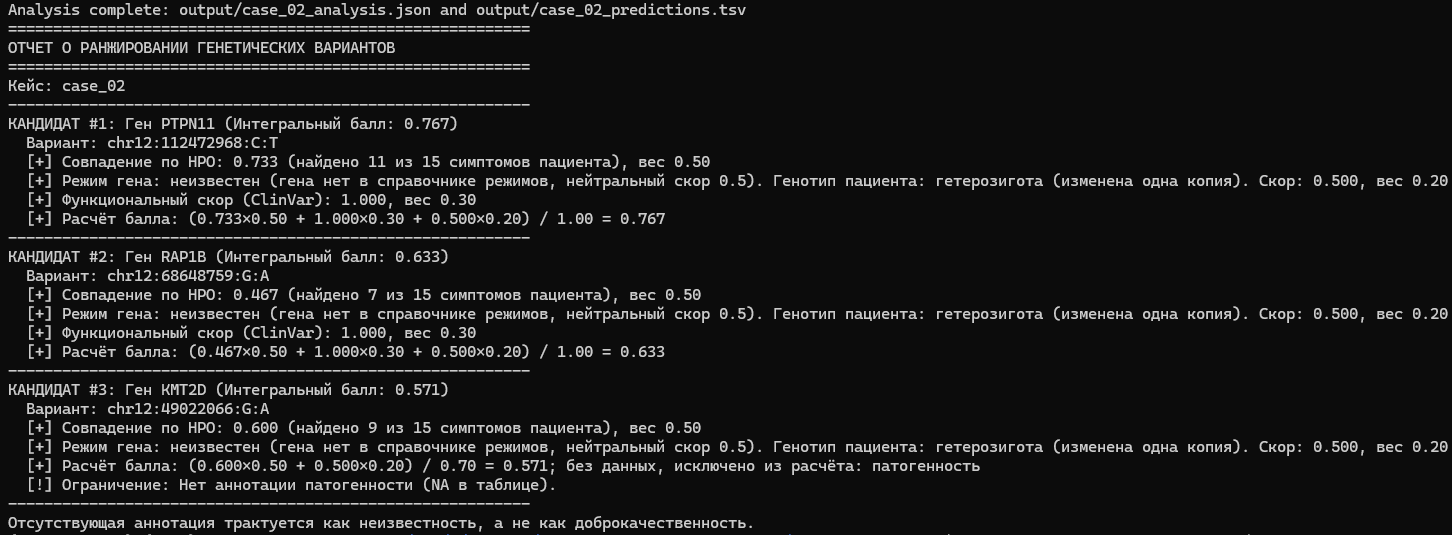 Analysis complete: output/case_02_analysis.json and output/case_02_predictions.tsv
==========================================================
ОТЧЕТ О РАНЖИРОВАНИИ ГЕНЕТИЧЕСКИХ ВАРИАНТОВ
==========================================================
Кейс: case_02
----------------------------------------------------------
КАНДИДАТ #1: Ген PTPN11 (Интегральный балл: 0.767)
  Вариант: chr12:112472968:C:T
  [+] Совпадение по HPO: 0.733 (найдено 11 из 15 симптомов пациента), вес 0.50
  [+] Режим гена: неизвестен (гена нет в справочнике режимов, нейтральный скор 0.5). Генотип пациента: гетерозигота (изменена одна копия). Скор: 0.500, вес 0.20
  [+] Функциональный скор (ClinVar): 1.000, вес 0.30
  [+] Расчёт балла: (0.733×0.50 + 1.000×0.30 + 0.500×0.20) / 1.00 = 0.767
----------------------------------------------------------
КАНДИДАТ #2: Ген RAP1B (Интегральный балл: 0.633)
  Вариант: chr12:68648759:G:A
  [+] Совпадение по HPO: 0.467 (найдено 7 из 15 симптомов пациента), вес 0.50
  [+] Режим гена: неизвестен (гена нет в справочнике режимов, нейтральный скор 0.5). Генотип пациента: гетерозигота (изменена одна копия). Скор: 0.500, вес 0.20
  [+] Функциональный скор (ClinVar): 1.000, вес 0.30
  [+] Расчёт балла: (0.467×0.50 + 1.000×0.30 + 0.500×0.20) / 1.00 = 0.633
----------------------------------------------------------
КАНДИДАТ #3: Ген KMT2D (Интегральный балл: 0.571)
  Вариант: chr12:49022066:G:A
  [+] Совпадение по HPO: 0.600 (найдено 9 из 15 симптомов пациента), вес 0.50
  [+] Режим гена: неизвестен (гена нет в справочнике режимов, нейтральный скор 0.5). Генотип пациента: гетерозигота (изменена одна копия). Скор: 0.500, вес 0.20
  [+] Расчёт балла: (0.600×0.50 + 0.500×0.20) / 0.70 = 0.571; без данных, исключено из расчёта: патогенность
  [!] Ограничение: Нет аннотации патогенности (NA в таблице).
----------------------------------------------------------
Отсутствующая аннотация трактуется как неизвестность, а не как доброкачественность.